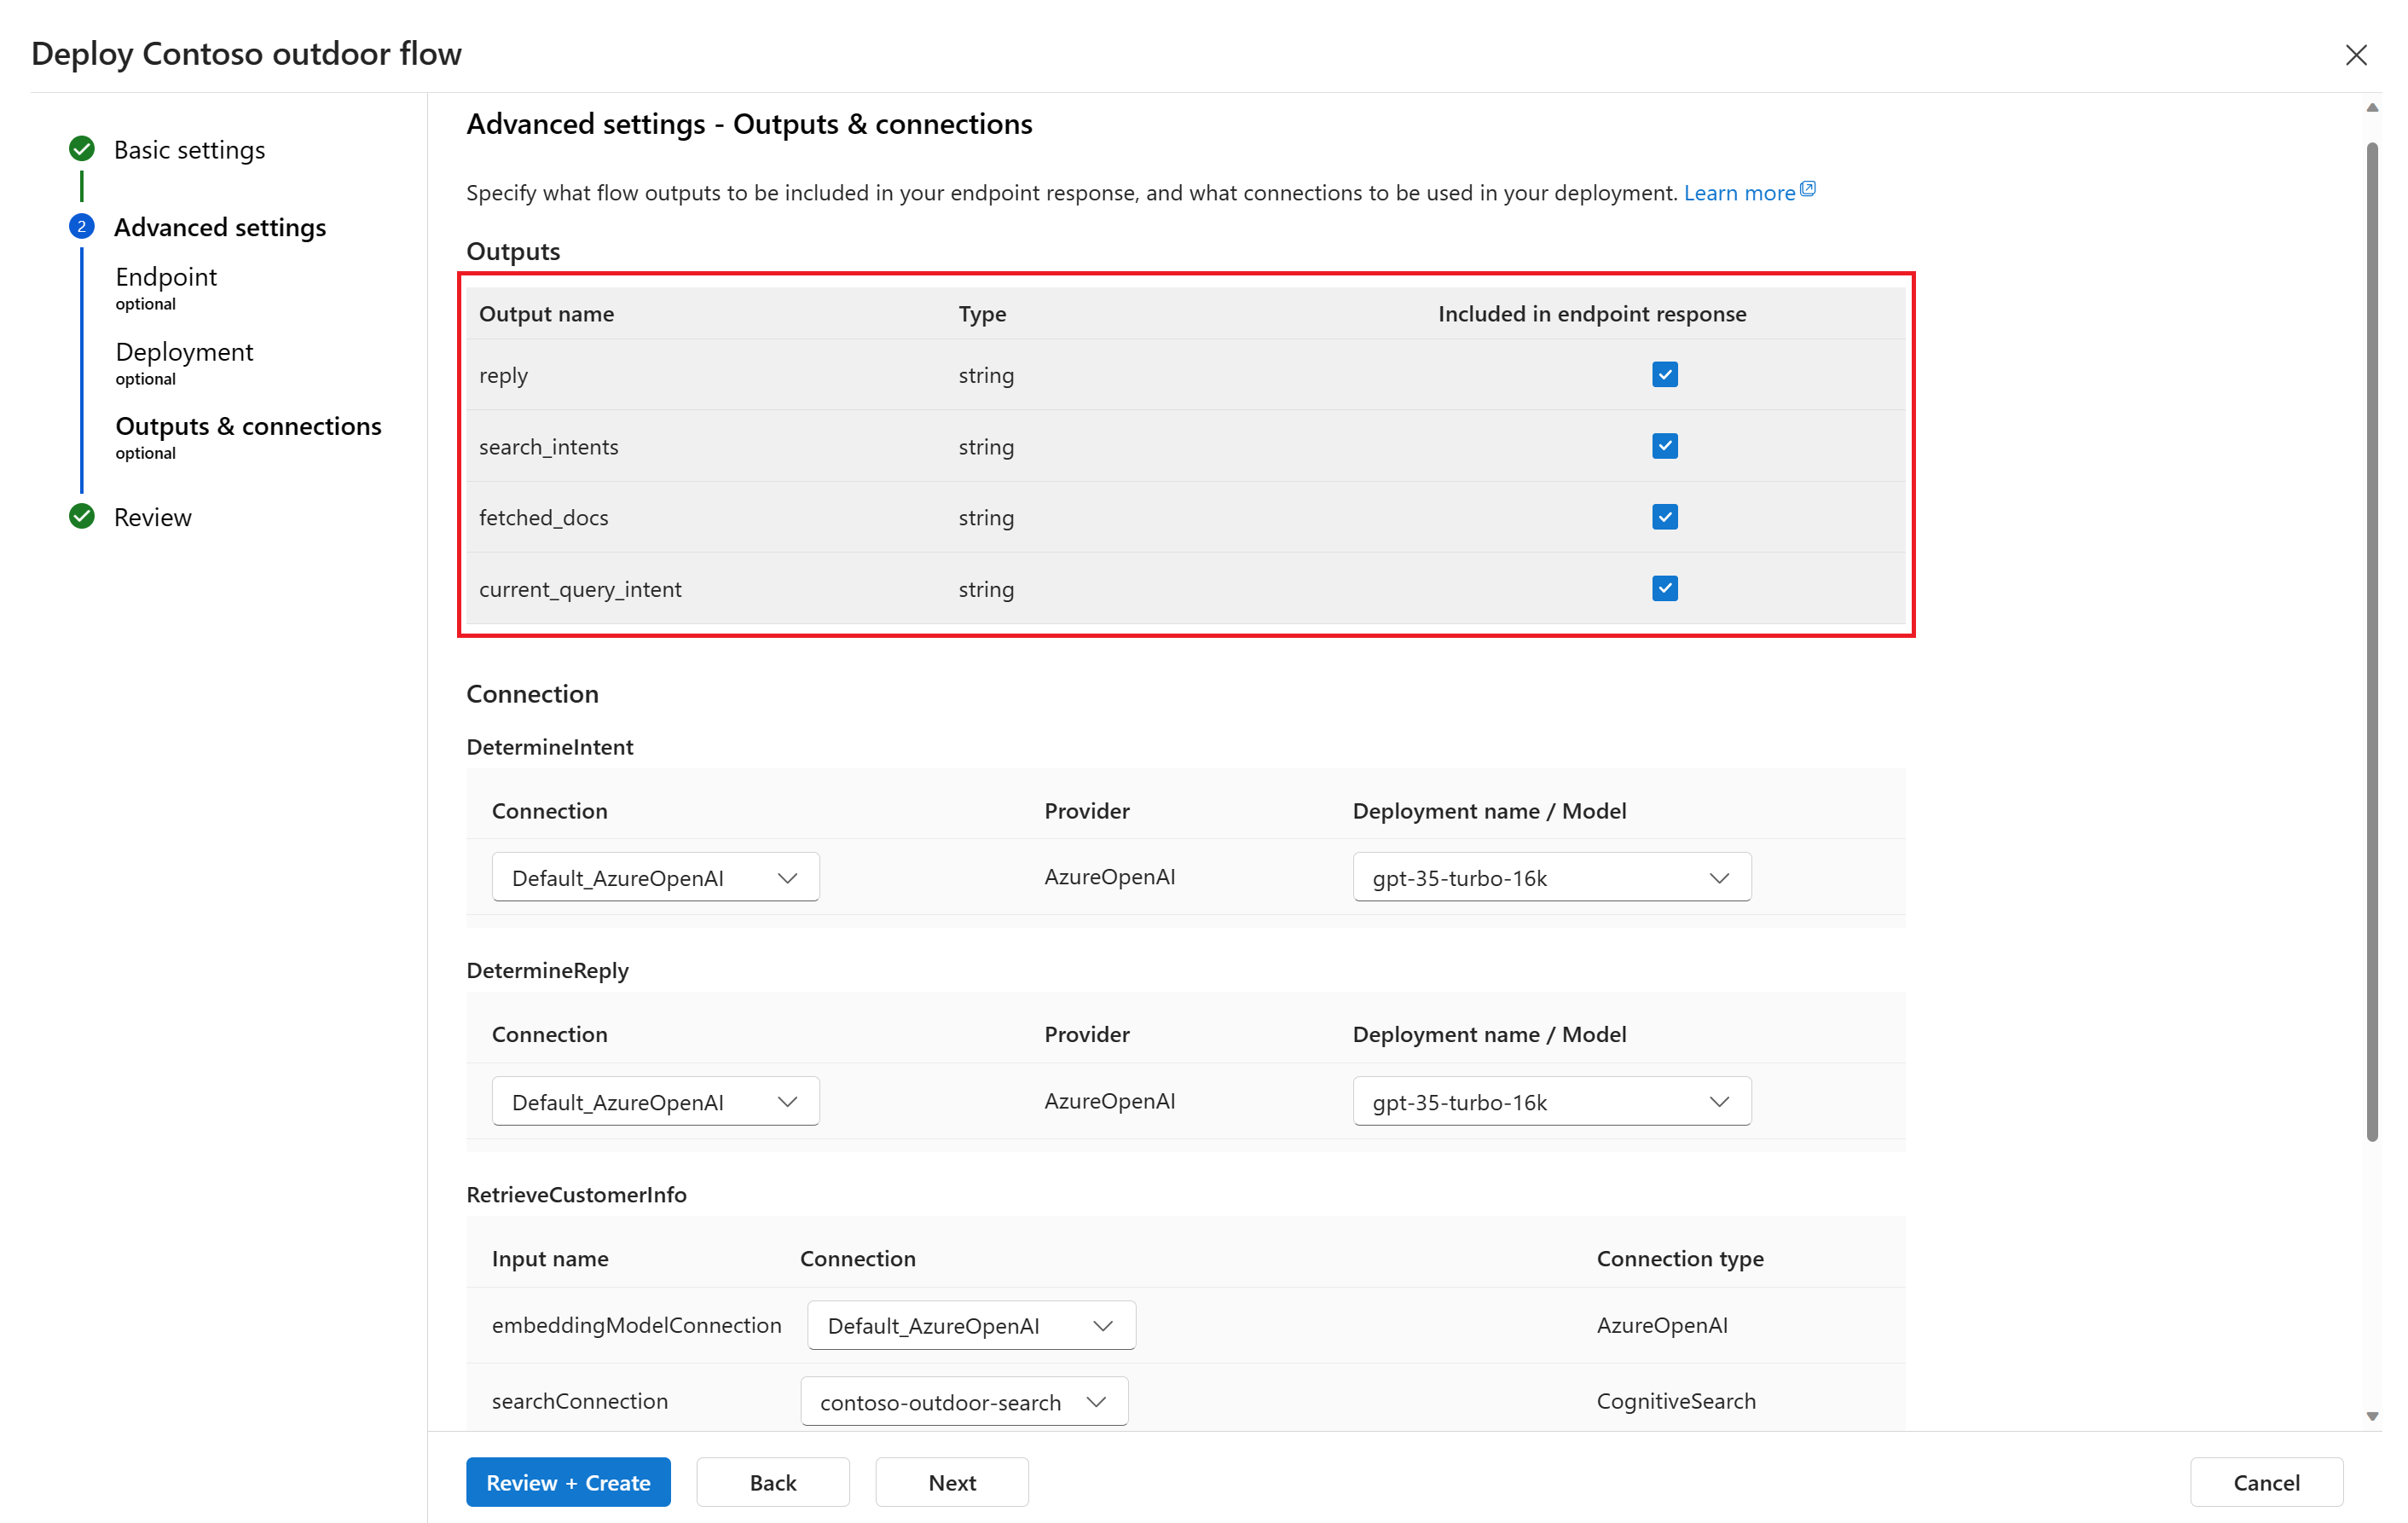 Deploy Contoso outdoor flow
Basic settings
2 Advanced settings
Endpoint
optional
Deployment
optional
Outputs & connections
optional
Review
Advanced settings - Outputs & connections
Specify what flow outputs to be included in your endpoint response, and what connections to be used in your deployment. Learn more
Outputs
Output name Type Included in endpoint response
reply string
search_intents string
fetched_docs string
current_query_intent string
Connection
DetermineIntent
Connection Provider Deployment name / Model
Default_AzureOpenAI AzureOpenAI gpt-35-turbo-16k
DetermineReply
Connection Provider Deployment name / Model
Default_AzureOpenAI AzureOpenAI gpt-35-turbo-16k
RetrieveCustomerInfo
Input name Connection Connection type
embeddingModelConnection Default_AzureOpenAI AzureOpenAI
searchConnection contoso-outdoor-search CognitiveSearch
Review + Create Back Next Cancel